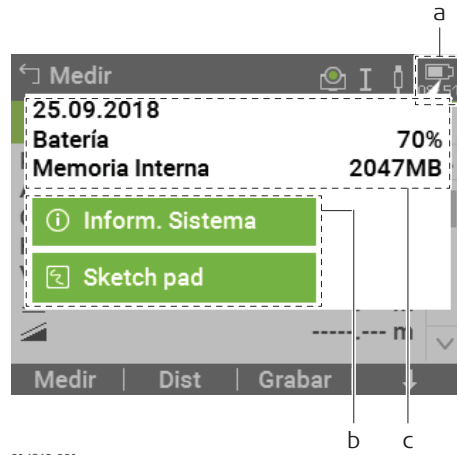 a
Medir
25.09.2018
Batería 70%
Memoria Interna 2047MB
Inform. Sistema
Sketch pad
-----.--- m
Medir | Dist | Grabar
b c